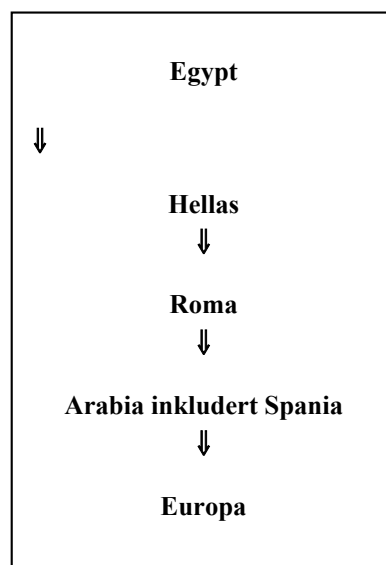 Egypt
⇓
Hellas
⇓
Roma
⇓
Arabia inkludert Spania
⇓
Europa